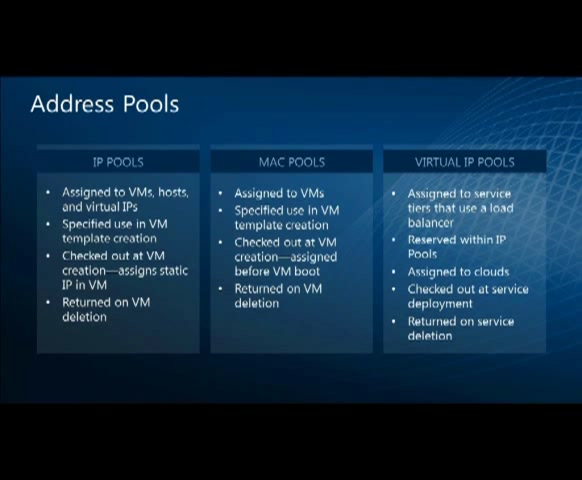 Address Pools
IP POOLS
• Assigned to VMs, hosts,
and virtual IPs
• Specified use in VM
template creation
• Checked out at VM
creation—assigns static
IP in VM
• Returned on VM
deletion
MAC POOLS
• Assigned to VMs
• Specified use in VM
template creation
• Checked out at VM
creation—assigned
before VM boot
• Returned on VM
deletion
VIRTUAL IP POOLS
• Assigned to service
tiers that use a load
balancer
• Reserved within IP
Pools
• Assigned to clouds
• Checked out at service
deployment
• Returned on service
deletion